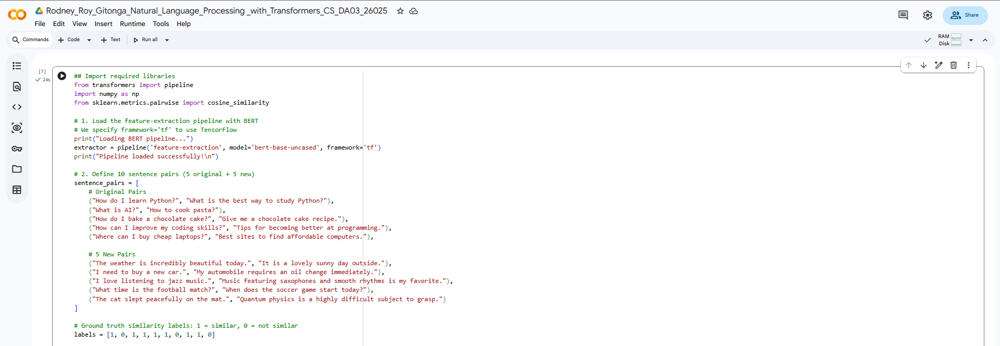 Rodney_Roy_Gitonga_Natural_Language_Processing _with_Transformers_CS_DA03_26025
File Edit View Insert Runtime Tools Help
Share
Commands + Code + Text Run all
RAM
Disk
[7]
24s
## Import required libraries
from transformers import pipeline
import numpy as np
from sklearn.metrics.pairwise import cosine_similarity
# 1. Load the feature-extraction pipeline with BERT
# We specify framework='tf' to use TensorFlow
print("Loading BERT pipeline...")
extractor = pipeline('feature-extraction', model='bert-base-uncased', framework='tf')
print("Pipeline loaded successfully!\n")
# 2. Define 10 sentence pairs (5 original + 5 new)
sentence_pairs = [
# Original Pairs
("How do I learn Python?", "What is the best way to study Python?"),
("What is AI?", "How to cook pasta?"),
("How do I bake a chocolate cake?", "Give me a chocolate cake recipe."),
("How can I improve my coding skills?", "Tips for becoming better at programming."),
("Where can I buy cheap laptops?", "Best sites to find affordable computers."),
# 5 New Pairs
("The weather is incredibly beautiful today.", "It is a lovely sunny day outside."),
("I need to buy a new car.", "My automobile requires an oil change immediately."),
("I love listening to jazz music.", "Music featuring saxophones and smooth rhythms is my favorite."),
("What time is the football match?", "When does the soccer game start today?"),
("The cat slept peacefully on the mat.", "Quantum physics is a highly difficult subject to grasp.")
]
# Ground truth similarity labels: 1 = similar, 0 = not similar
labels = [1, 0, 1, 1, 1, 1, 0, 1, 1, 0]